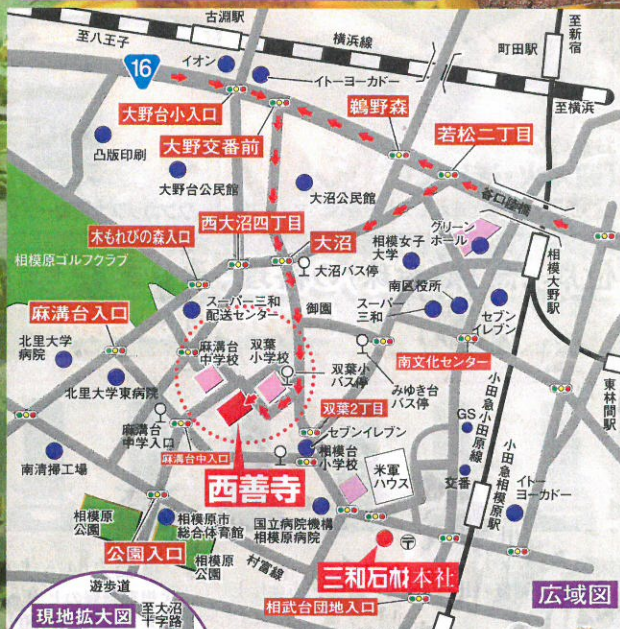 古淵駅
至八王子
横浜線
町田駅
至新宿
16
イオン
イトーヨーカドー
至横浜
大野台小入口
鵜野森
凸版印刷
大野交番前
若松二丁目
大野台公民館
大沼公民館
谷口陸橋
西大沼四丁目
グリーン
ホール
木もれびの森入口
大沼
相模女子
大学
相模原ゴルフクラブ
大沼バス停
相模大野駅
麻溝台入口
スーパー三和
配送センター
御園
スーパー
三和
南区役所
セブン
イレブン
北里大学
病院
麻溝台
中学校
双葉
小学校
南文化センター
北里大学東病院
双葉小
バス停
みゆき台
バス停
東林間駅
双葉2丁目
GS
小田急小田原線
麻溝台
中学入口
麻溝台中入口
セブンイレブン
小田急相模原駅
南清掃工場
相模台
小学校
米軍
ハウス
交番
イトー
ヨーカドー
西善寺
相模原
公園
相模原市
総合体育館
国立病院機構
相模原病院
公園入口
相模原
公園
村富線
三和石材本社
遊歩道
広域図
現地拡大図
至大沼
十字路
相武台団地入口